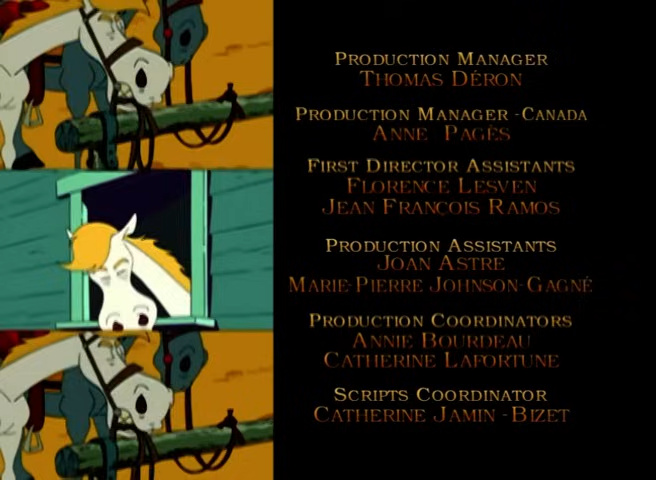 PRODUCTION MANAGER
THOMAS DÉRON
PRODUCTION MANAGER -CANADA
ANNE PAGÈS
FIRST DIRECTOR ASSISTANTS
FLORENCE LESVEN
JEAN FRANÇOIS RAMOS
PRODUCTION ASSISTANTS
JOAN ASTRE
MARIE-PIERRE JOHNSON-GAGNÉ
PRODUCTION COORDINATORS
ANNIE BOURDEAU
CATHERINE LAFORTUNE
SCRIPTS COORDINATOR
CATHERINE JAMIN -BIZET